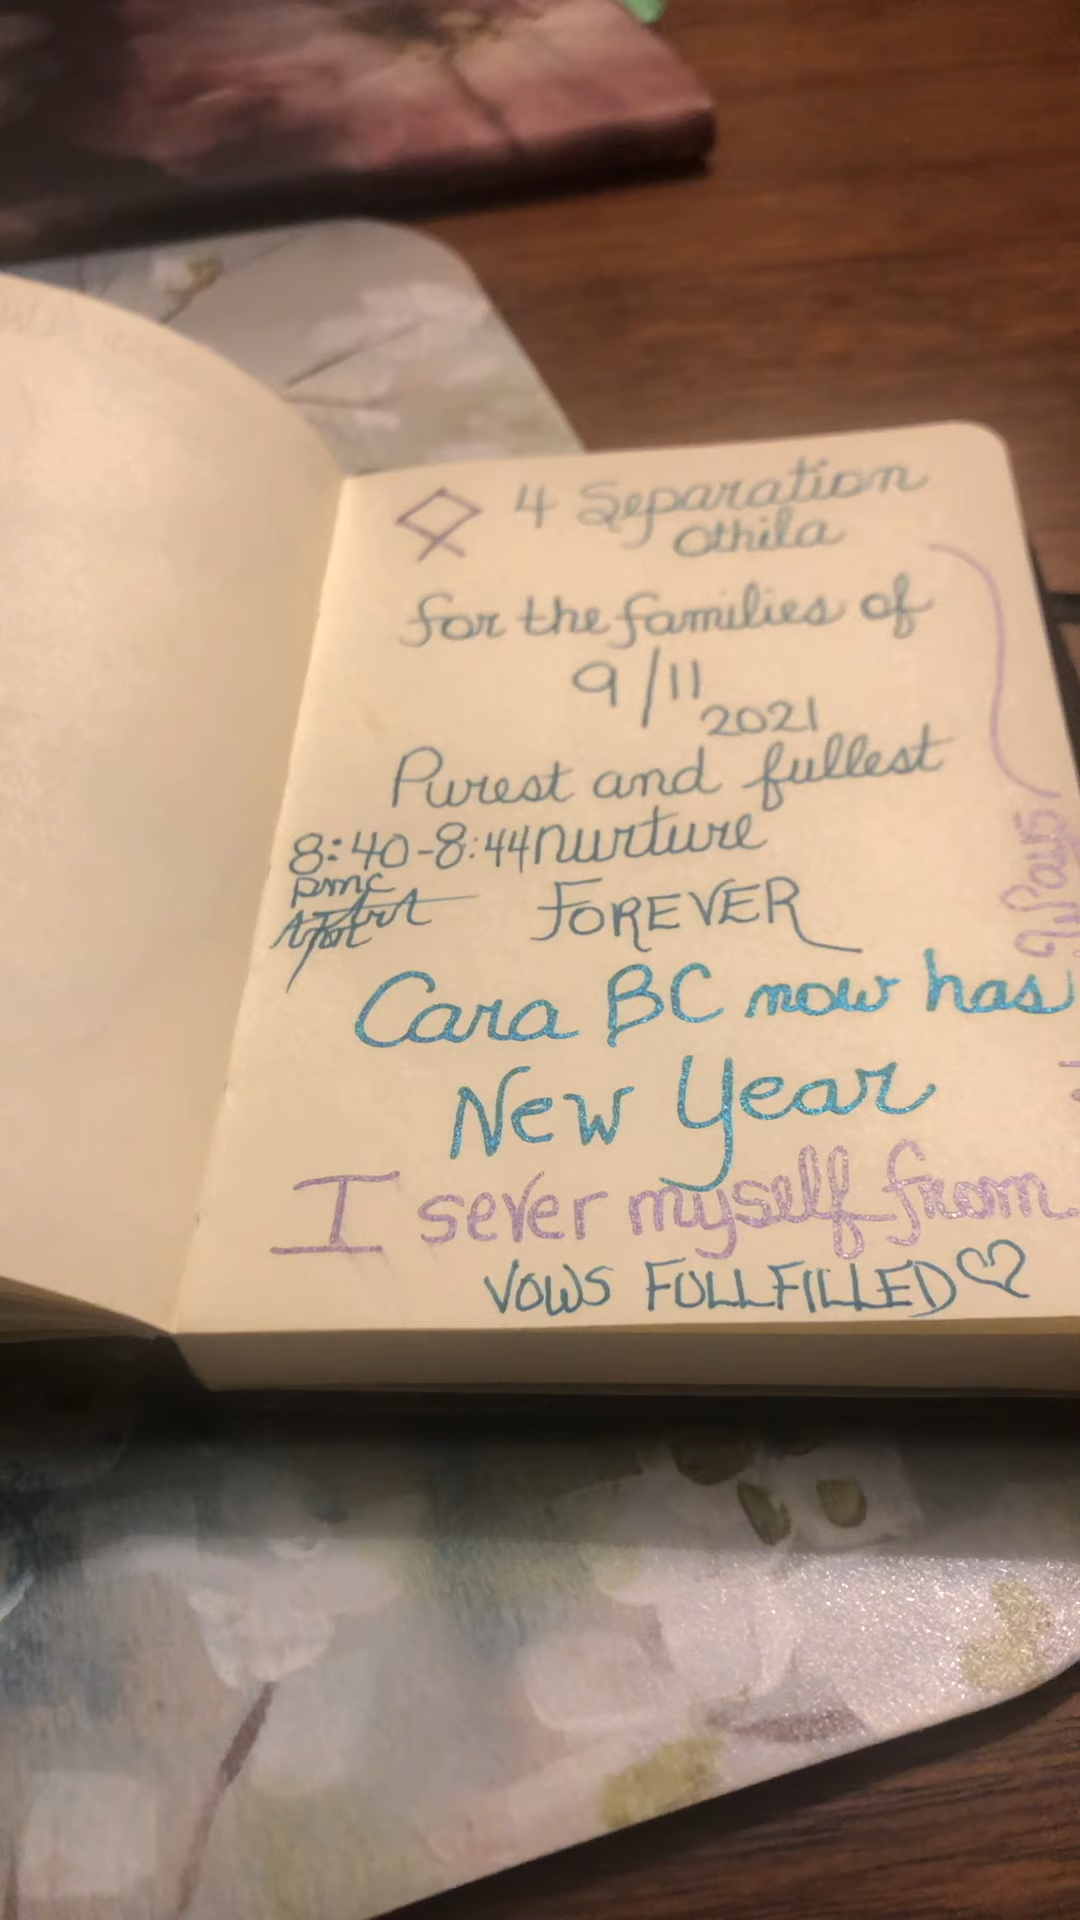 4 Separation
Othila
for the families of
9/11
2021
Purest and fullest
8:40-8:44 nurture
pmc
FOREVER
Cara BC now has
New Year
I sever myself from
VOWS FULLFILLED